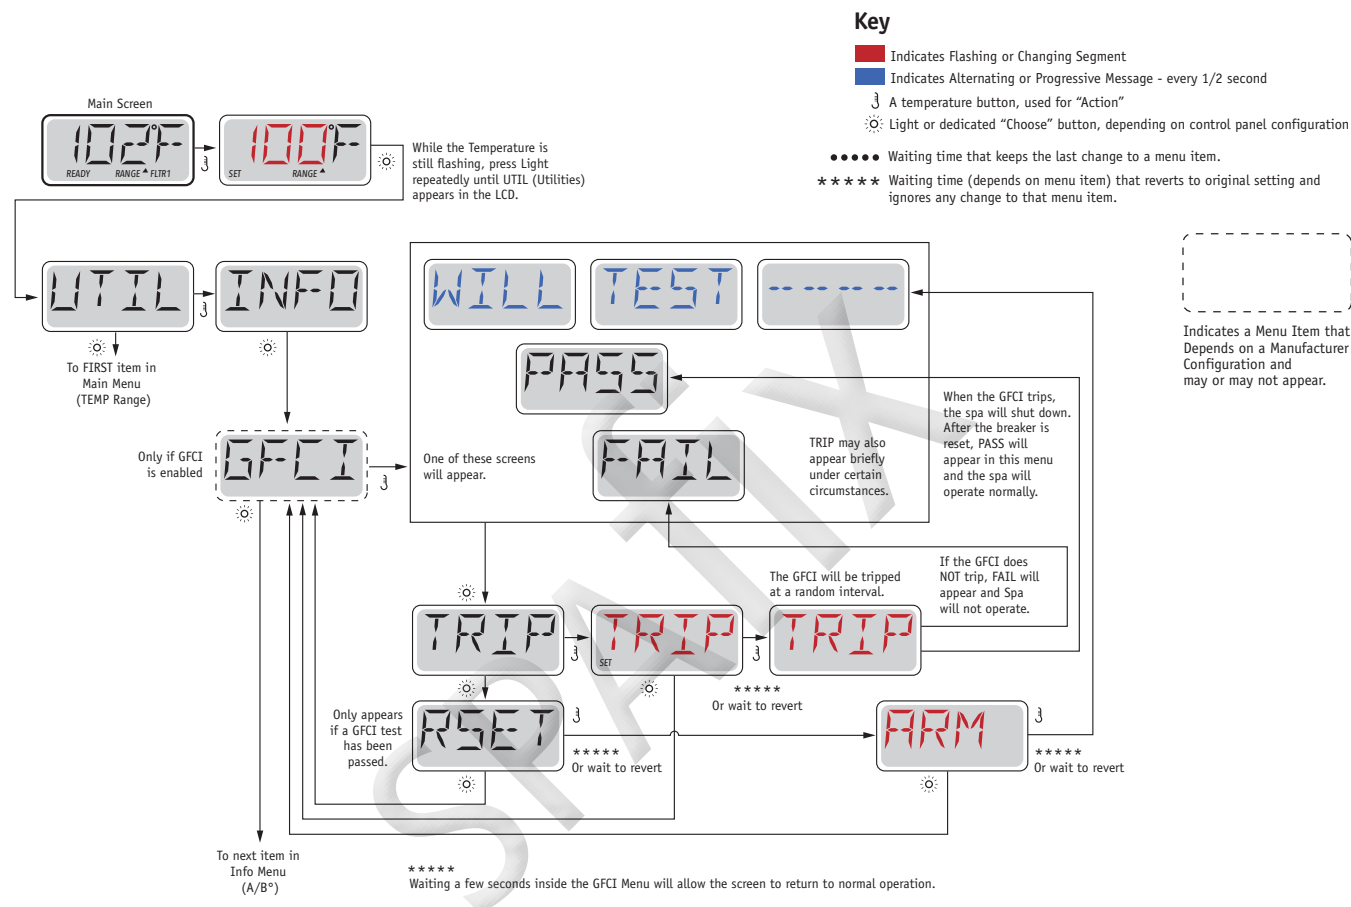 Key
Indicates Flashing or Changing Segment
Indicates Alternating or Progressive Message - every 1/2 second
A temperature button, used for “Action”
Light or dedicated “Choose” button, depending on control panel configuration
••••• Waiting time that keeps the last change to a menu item.
***** Waiting time (depends on menu item) that reverts to original setting and
ignores any change to that menu item.
Indicates a Menu Item that
Depends on a Manufacturer
Configuration and
may or may not appear.
Main Screen
102°F
READY RANGE FLTR1
100°F
SET RANGE
While the Temperature is
still flashing, press Light
repeatedly until UTIL (Utilities)
appears in the LCD.
UTIL
INFO
To FIRST item in
Main Menu
(TEMP Range)
WILL
TEST
-- -- -- --
PASS
FAIL
One of these screens
will appear.
TRIP may also
appear briefly
under certain
circumstances.
When the GFCI trips,
the spa will shut down.
After the breaker is
reset, PASS will
appear in this menu
and the spa will
operate normally.
Only if GFCI
is enabled
GFCI
If the GFCI does
NOT trip, FAIL will
appear and Spa
will not operate.
The GFCI will be tripped
at a random interval.
TRIP
TRIP
SET
TRIP
*****
Or wait to revert
Only appears
if a GFCI test
has been
passed.
RSET
*****
Or wait to revert
ARM
*****
Or wait to revert
To next item in
Info Menu
(A/B°)
*****
Waiting a few seconds inside the GFCI Menu will allow the screen to return to normal operation.
SPAfiX